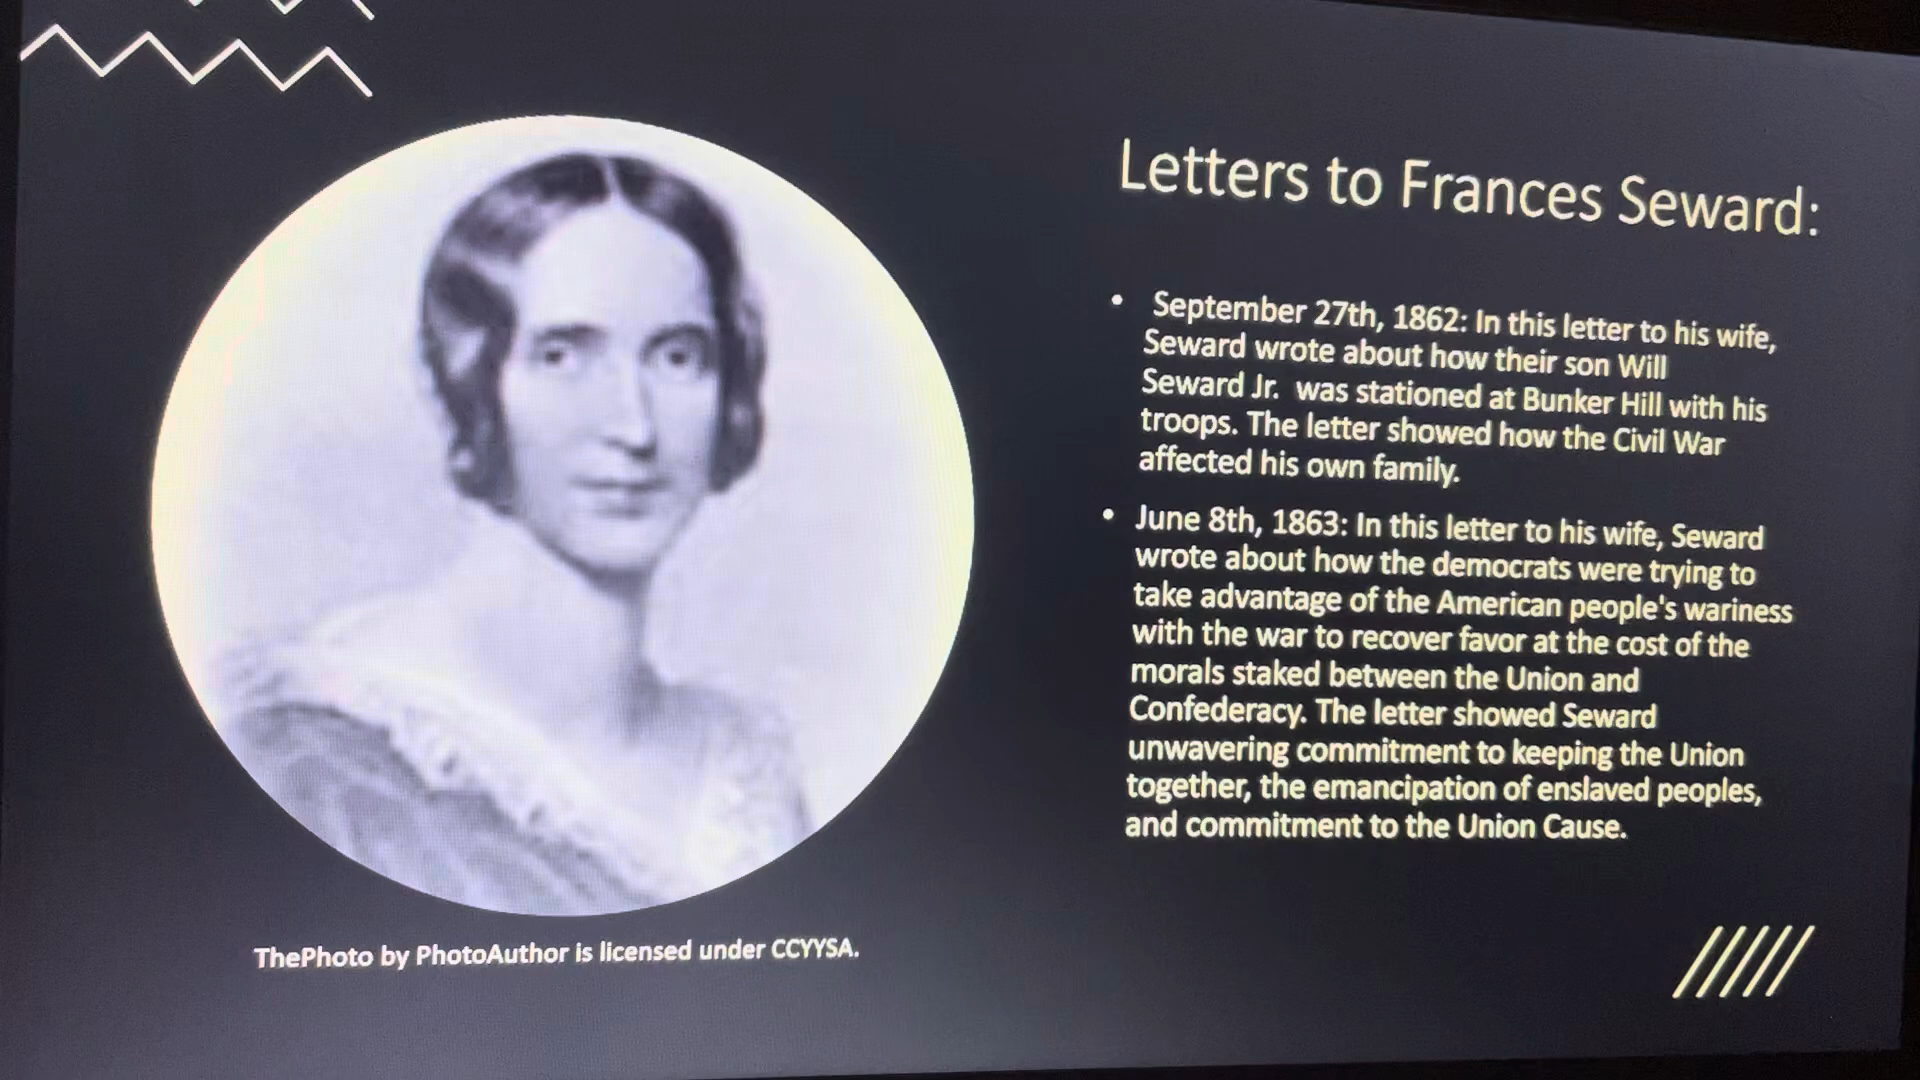 Letters to Frances Seward:
• September 27th, 1862: In this letter to his wife,
Seward wrote about how their son Will
Seward Jr. was stationed at Bunker Hill with his
troops. The letter showed how the Civil War
affected his own family.
• June 8th, 1863: In this letter to his wife, Seward
wrote about how the democrats were trying to
take advantage of the American people's wariness
with the war to recover favor at the cost of the
morals staked between the Union and
Confederacy. The letter showed Seward
unwavering commitment to keeping the Union
together, the emancipation of enslaved peoples,
and commitment to the Union Cause.
ThePhoto by PhotoAuthor is licensed under CCYYSA.